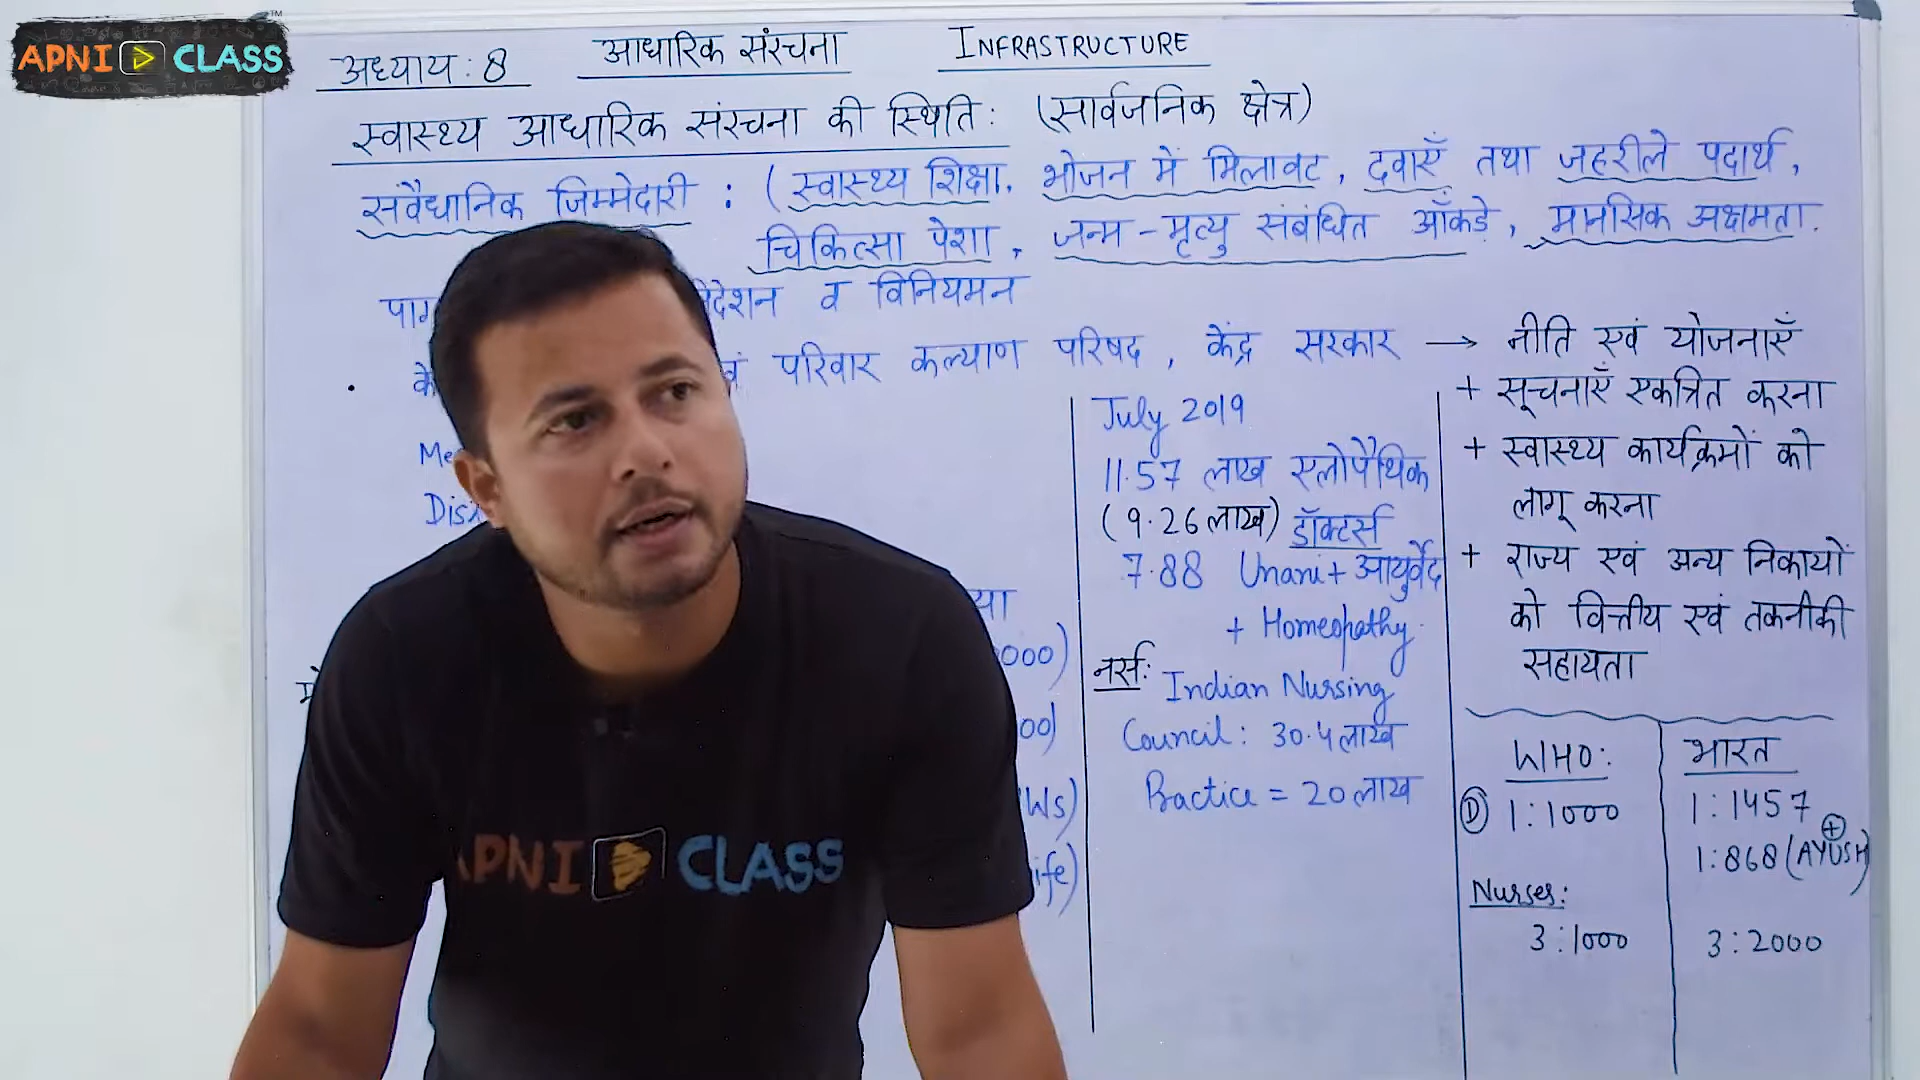 APNI CLASS TM
अध्याय : 8 आधारिक संरचना INFRASTRUCTURE
स्वास्थ्य आधारिक संरचना की स्थिति : (सार्वजनिक क्षेत्र)
संवैधानिक जिम्मेदारी : (स्वास्थ्य शिक्षा, भोजन में मिलावट, दवाएँ तथा जहरीले पदार्थ,
चिकित्सा पेशा, जन्म-मृत्यु संबंधित आँकड़े, मानसिक अक्षमता.
व विनियमन
परिवार कल्याण परिषद, केंद्र सरकार → नीति एवं योजनाएँ
+ सूचनाएँ एकत्रित करना
+ स्वास्थ्य कार्यक्रमों को
लागू करना
+ राज्य एवं अन्य निकायों
को वित्तीय एवं तकनीकी
सहायता
July 2019
11.57 लाख एलोपैथिक
(9.26 लाख) डॉक्टर्स
7.88 Unani + आयुर्वेद
+ Homeopathy
नर्स: Indian Nursing
Council: 30.4 लाख
Practice = 20 लाख
WHO: भारत
D 1:1000 1:1457
+
1:868 (AYUSH)
Nurses:
3:1000 3:2000
APNI CLASS